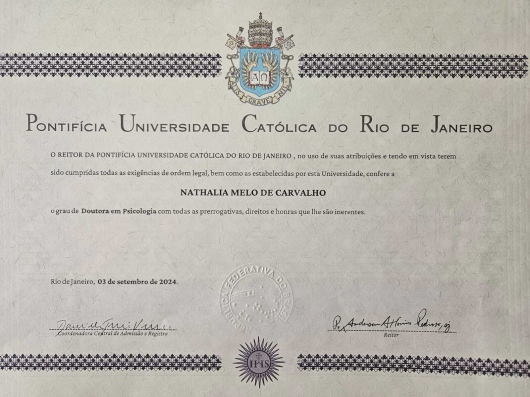 ΑΩ
PONTIFÍCIA UNIVERSIDADE CATÓLICA DO RIO DE JANEIRO
O REITOR DA PONTIFÍCIA UNIVERSIDADE CATÓLICA DO RIO DE JANEIRO , no uso de suas atribuições e tendo em vista terem
sido cumpridas todas as exigências de ordem legal, bem como as estabelecidas por esta Universidade, confere a
NATHALIA MELO DE CARVALHO
o grau de Doutora em Psicologia com todas as prerrogativas, direitos e honras que lhe são inerentes.
Rio de Janeiro, 03 de setembro de 2024.
Coordenadora Central de Admissão e Registro
Reitor
IHS